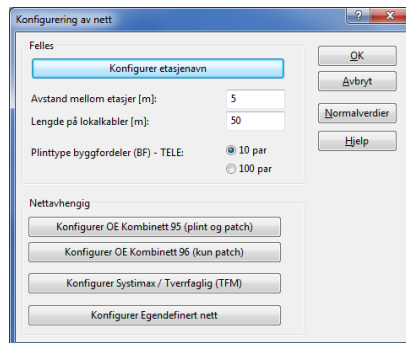 Konfigurering av nett
Felles
Konfigurer etasjenavn
Avstand mellom etasjer [m]:
5
Lengde på lokalkabler [m]:
50
Plinttype byggfordeler (BF) - TELE:
10 par
100 par
OK
Avbryt
Normalverdier
Hjelp
Nettavhengig
Konfigurer OE Kombinett 95 (plint og patch)
Konfigurer OE Kombinett 96 (kun patch)
Konfigurer Systimax / Tverrfaglig (TFM)
Konfigurer Egendefinert nett